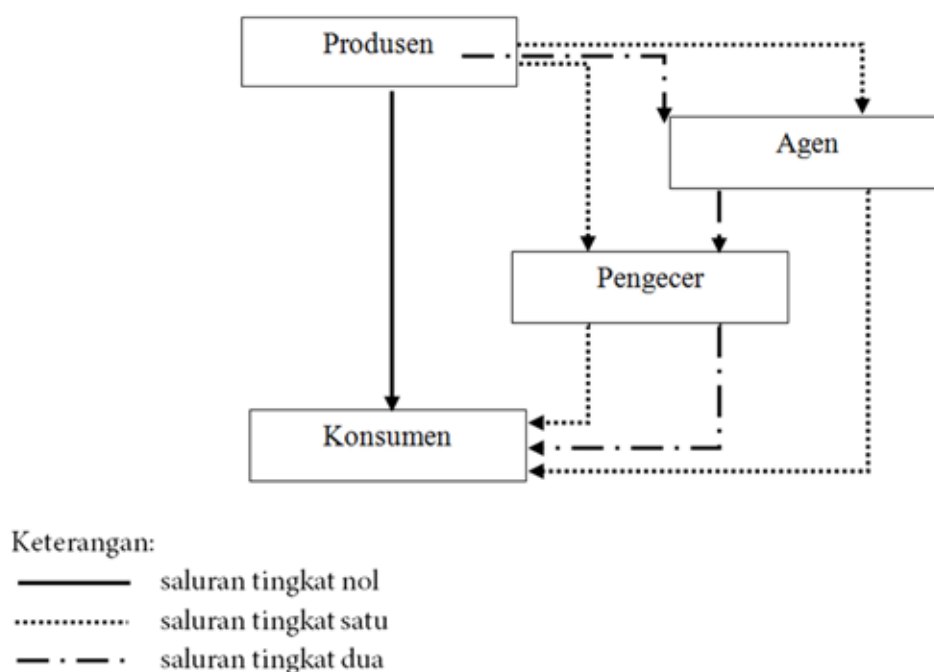 Produsen
Agen
Pengecer
Konsumen
Keterangan:
saluran tingkat nol
saluran tingkat satu
saluran tingkat dua